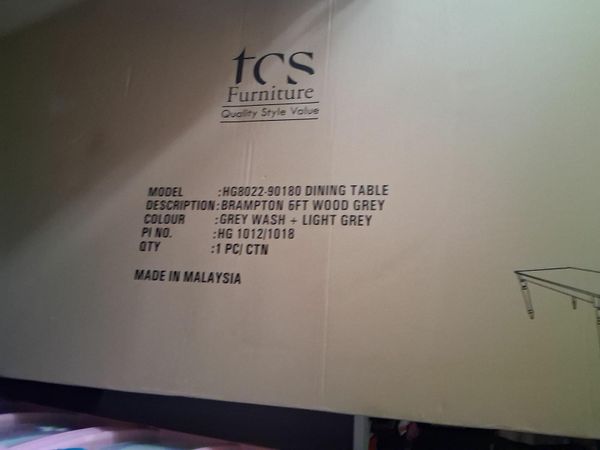 tcs
Furniture
Quality Style Value
MODEL :HG8022-90180 DINING TABLE
DESCRIPTION:BRAMPTON 6FT WOOD GREY
COLOUR :GREY WASH + LIGHT GREY
PI NO. :HG 1012/1018
QTY :1 PC/ CTN
MADE IN MALAYSIA